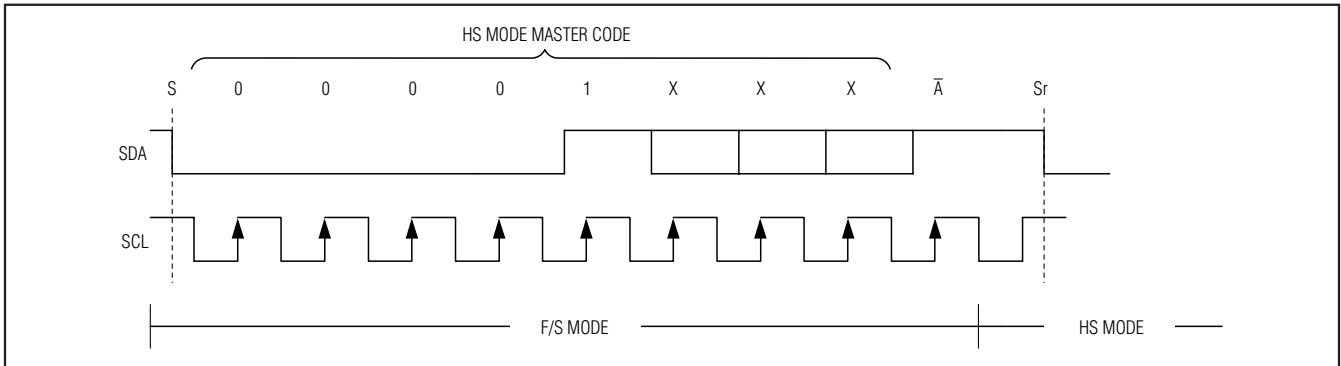 HS MODE MASTER CODE
S 0 0 0 0 1 X X X A̅ Sr
SDA
SCL
F/S MODE HS MODE